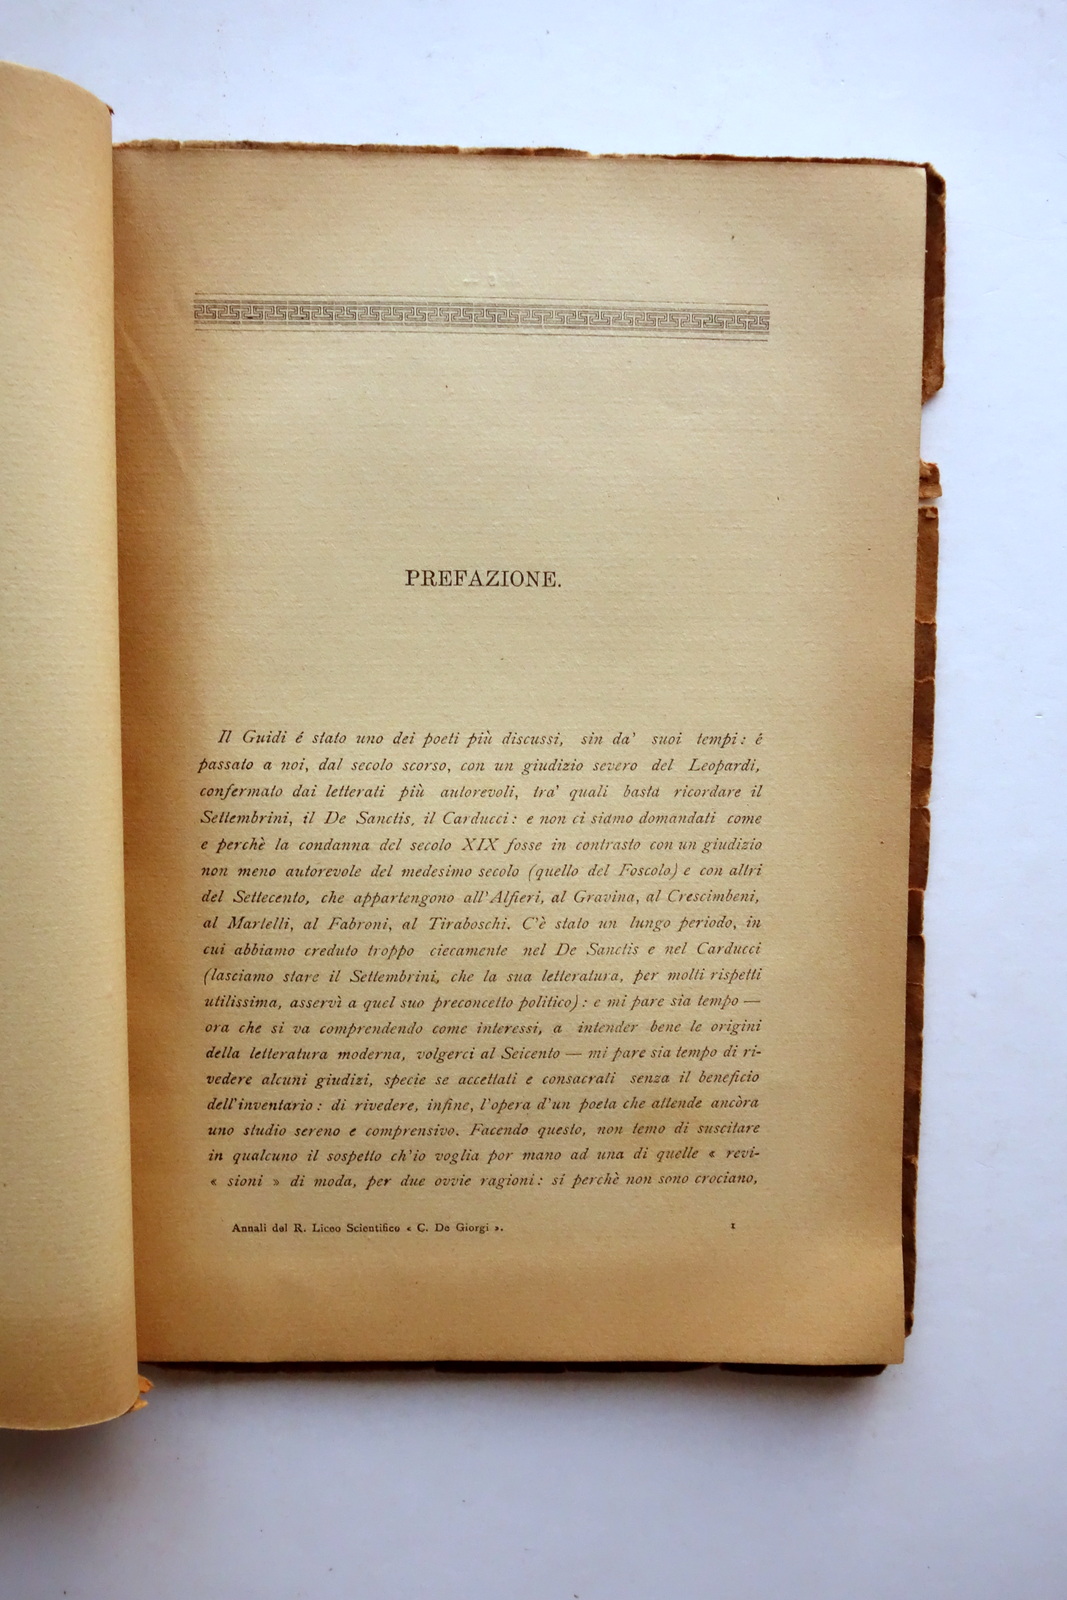 PREFAZIONE.
Il Guidi é stato uno dei poeti più discussi, sin da' suoi tempi: é
passato a noi, dal secolo scorso, con un giudizio severo del Leopardi,
confermato dai letterati più autorevoli, tra' quali basta ricordare il
Settembrini, il De Sanctis, il Carducci: e non ci siamo domandati come
e perchè la condanna del secolo XIX fosse in contrasto con un giudizio
non meno autorevole del medesimo secolo (quello del Foscolo) e con altri
del Settecento, che appartengono all'Alfieri, al Gravina, al Crescimbeni,
al Martelli, al Fabroni, al Tiraboschi. C'è stato un lungo periodo, in
cui abbiamo creduto troppo ciecamente nel De Sanctis e nel Carducci
(lasciamo stare il Settembrini, che la sua letteratura, per molti rispetti
utilissima, asservì a quel suo preconcetto politico): e mi pare sia tempo —
ora che si va comprendendo come interessi, a intender bene le origini
della letteratura moderna, volgerci al Seicento — mi pare sia tempo di ri-
vedere alcuni giudizi, specie se accettati e consacrati senza il beneficio
dell'inventario: di rivedere, infine, l'opera d'un poeta che attende ancòra
uno studio sereno e comprensivo. Facendo questo, non temo di suscitare
in qualcuno il sospetto ch'io voglia por mano ad una di quelle « revi-
« sioni » di moda, per due ovvie ragioni: sí perchè non sono crociano,
Annali del R. Liceo Scientifico « C. De Giorgi ». 1